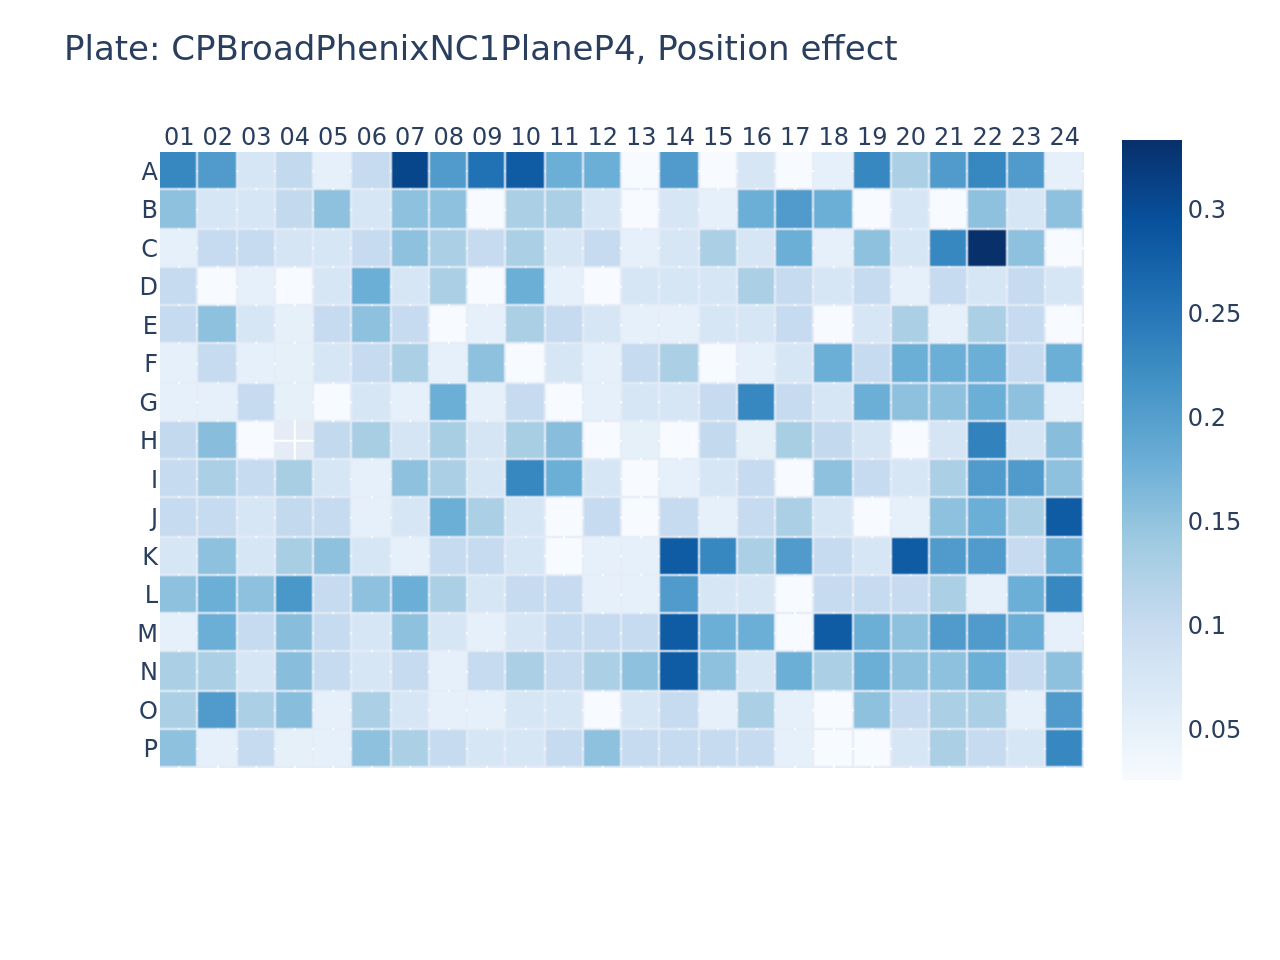 Plate: CPBroadPhenixNC1PlaneP4, Position effect
01 02 03 04 05 06 07 08 09 10 11 12 13 14 15 16 17 18 19 20 21 22 23 24
A
B
C
D
E
F
G
H
I
J
K
L
M
N
O
P
0.3
0.25
0.2
0.15
0.1
0.05